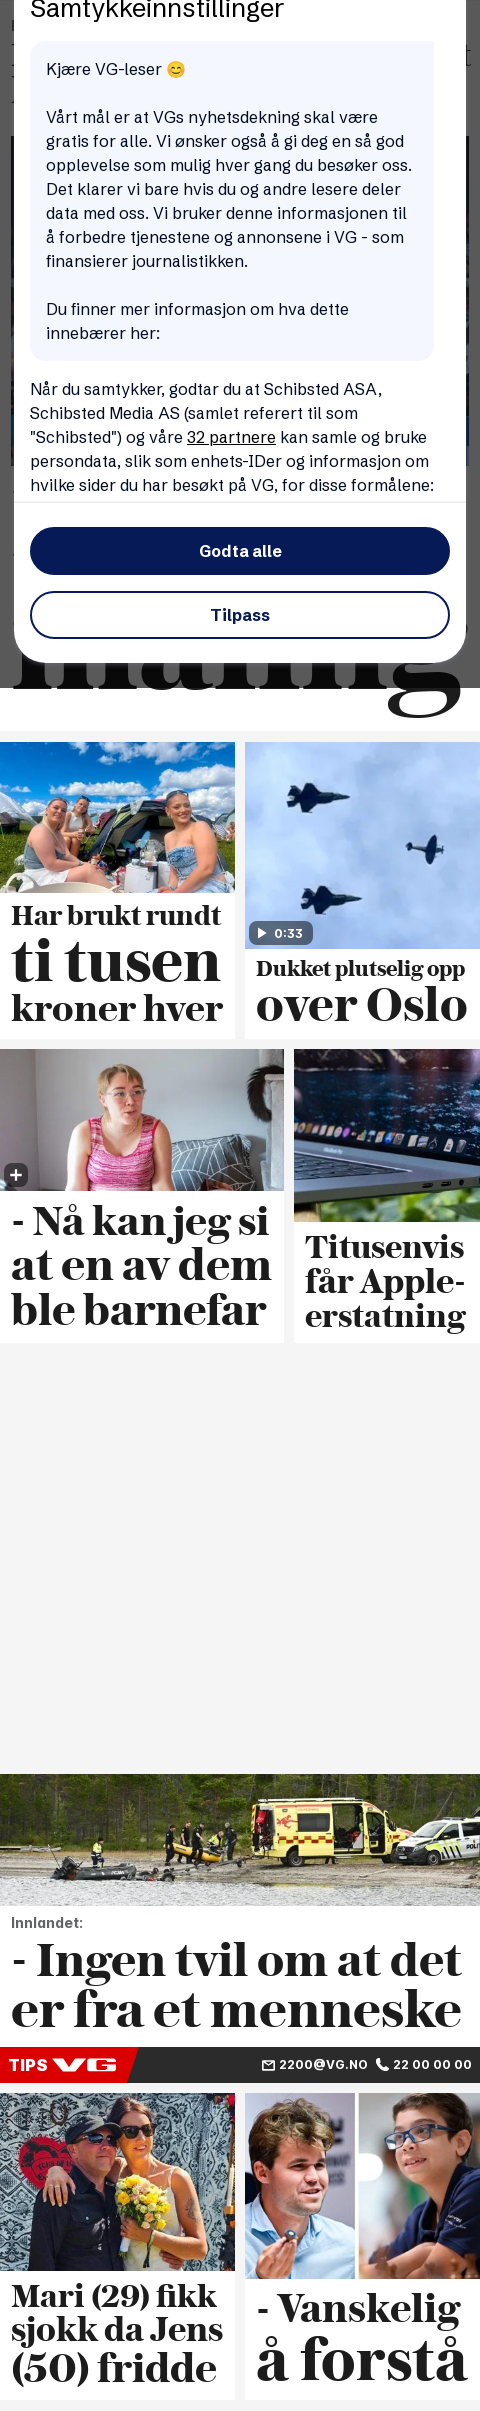 Samtykkeinnstillinger
Kjære VG-leser 😊
Vårt mål er at VGs nyhetsdekning skal være
gratis for alle. Vi ønsker også å gi deg en så god
opplevelse som mulig hver gang du besøker oss.
Det klarer vi bare hvis du og andre lesere deler
data med oss. Vi bruker denne informasjonen til
å forbedre tjenestene og annonsene i VG - som
finansierer journalistikken.
Du finner mer informasjon om hva dette
innebærer her:
Når du samtykker, godtar du at Schibsted ASA,
Schibsted Media AS (samlet referert til som
"Schibsted") og våre 32 partnere kan samle og bruke
persondata, slik som enhets-IDer og informasjon om
hvilke sider du har besøkt på VG, for disse formålene:
Godta alle
Tilpass
måling
0:33
Har brukt rundt
ti tusen
kroner hver
Dukket plutselig opp
over Oslo
- Nå kan jeg si
at en av dem
ble barnefar
Titusenvis
får Apple-
erstatning
Innlandet:
- Ingen tvil om at det
er fra et menneske
TIPS VG 2200@VG.NO 22 00 00 00
Mari (29) fikk
sjokk da Jens
(50) fridde
- Vanskelig
å forstå